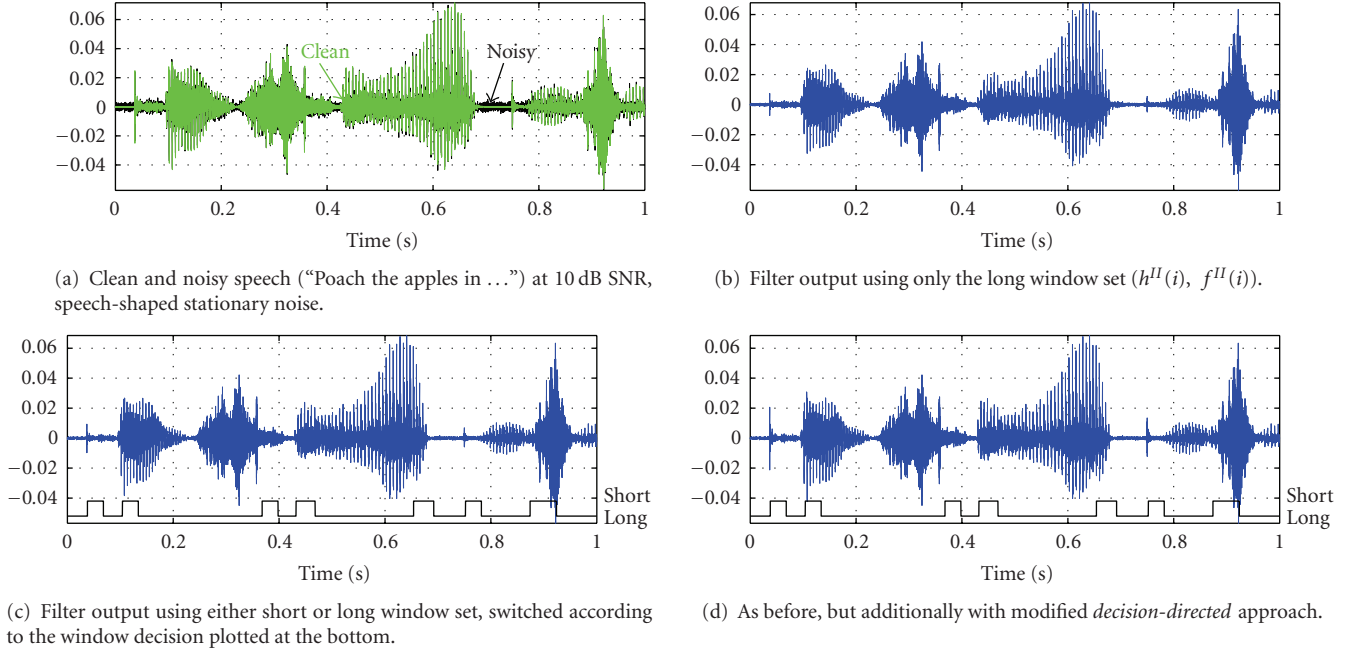 0.06
0.04
0.02
0
−0.02
−0.04
Clean
Noisy
0 0.2 0.4 0.6 0.8 1
Time (s)
(a) Clean and noisy speech (“Poach the apples in …”) at 10 dB SNR,
speech-shaped stationary noise.
0.06
0.04
0.02
0
−0.02
−0.04
0 0.2 0.4 0.6 0.8 1
Time (s)
(b) Filter output using only the long window set (h^{II}(i), f^{II}(i)).
0.06
0.04
0.02
0
−0.02
−0.04
Short
Long
0 0.2 0.4 0.6 0.8 1
Time (s)
(c) Filter output using either short or long window set, switched according
to the window decision plotted at the bottom.
0.06
0.04
0.02
0
−0.02
−0.04
Short
Long
0 0.2 0.4 0.6 0.8 1
Time (s)
(d) As before, but additionally with modified decision-directed approach.